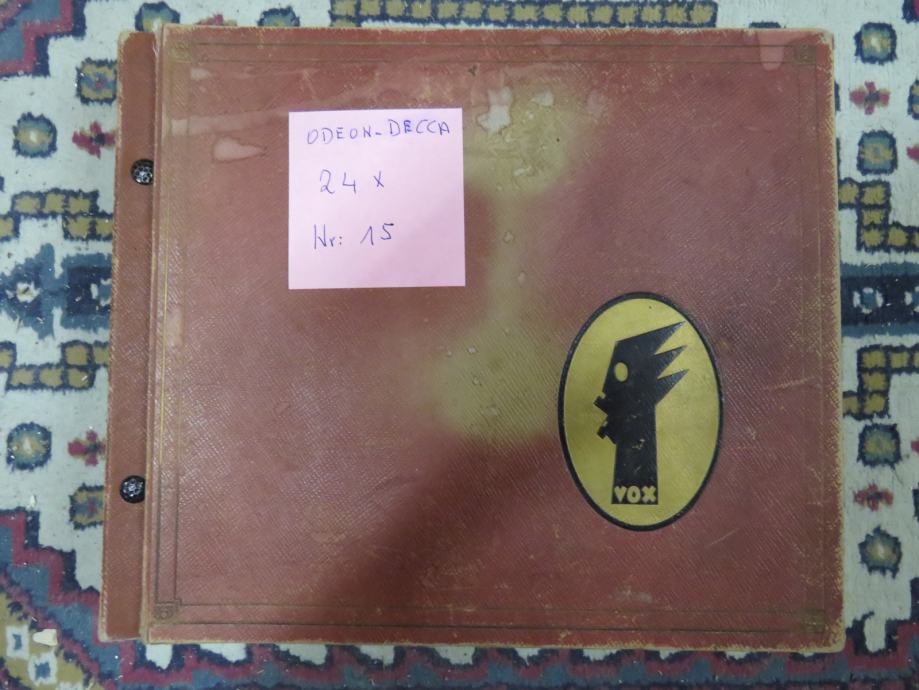 ODEON-DECCA
24 x
Nr: 15
VOX